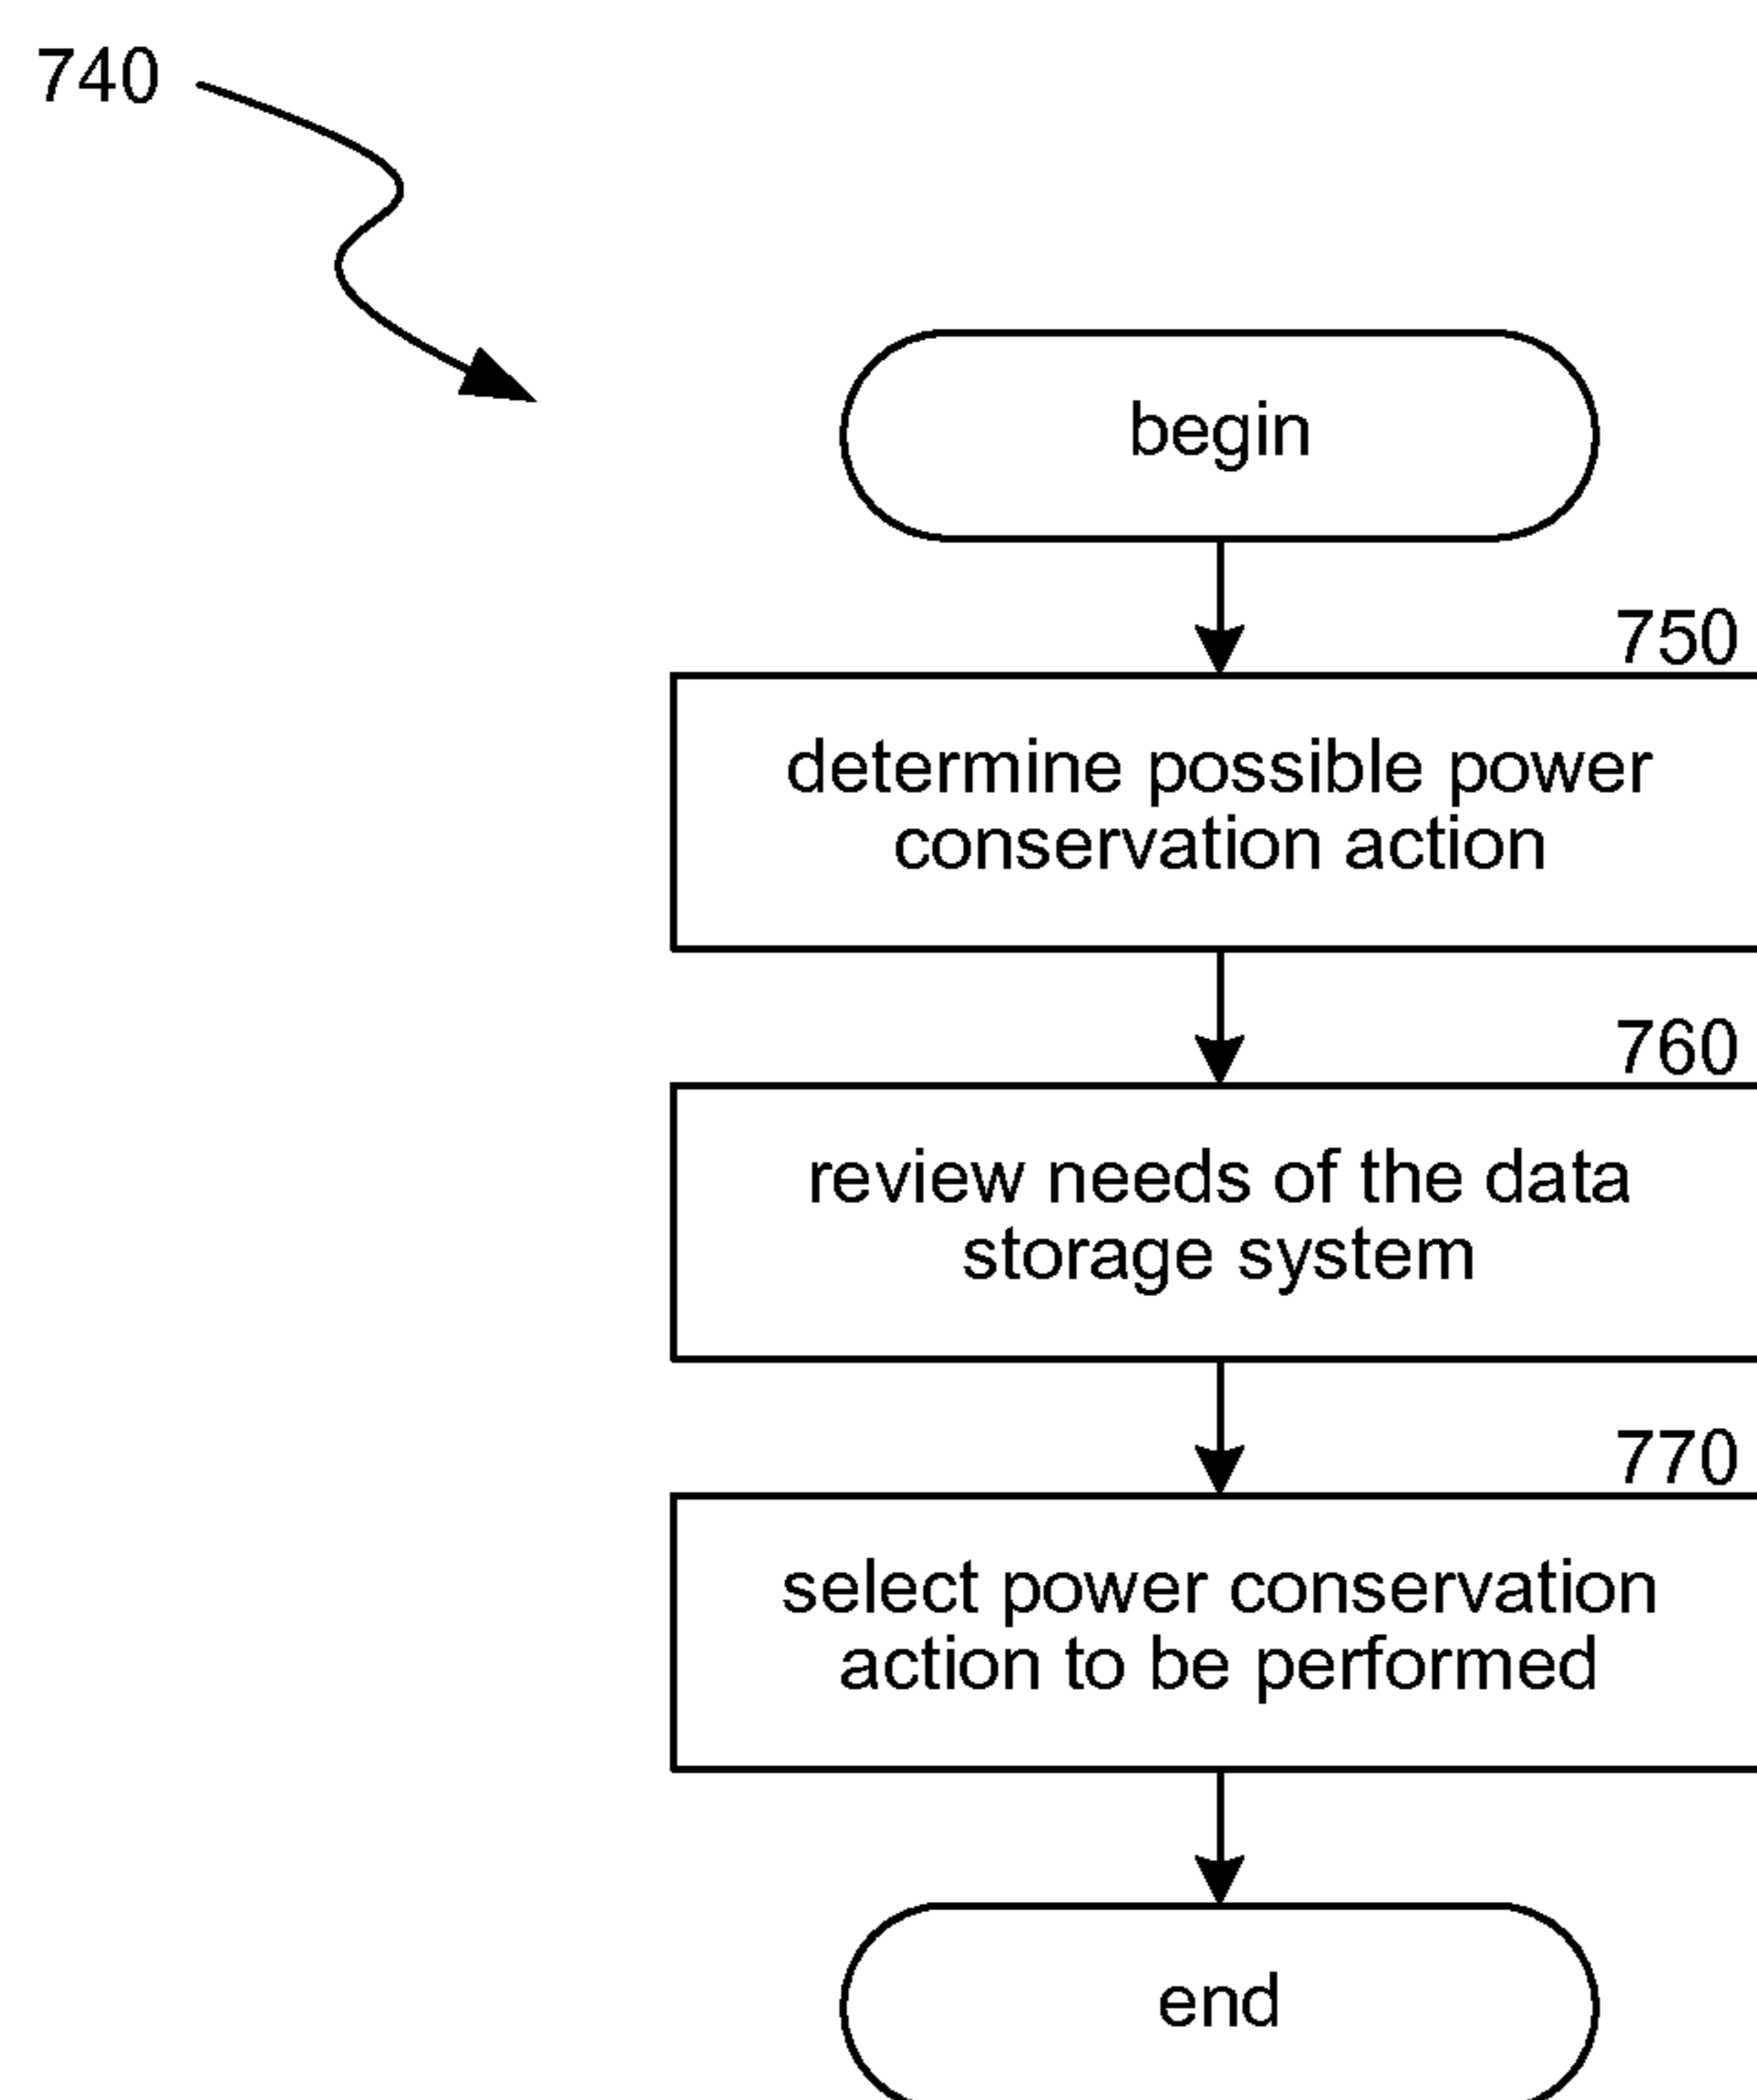 740
begin
750
determine possible power
conservation action
760
review needs of the data
storage system
770
select power conservation
action to be performed
end